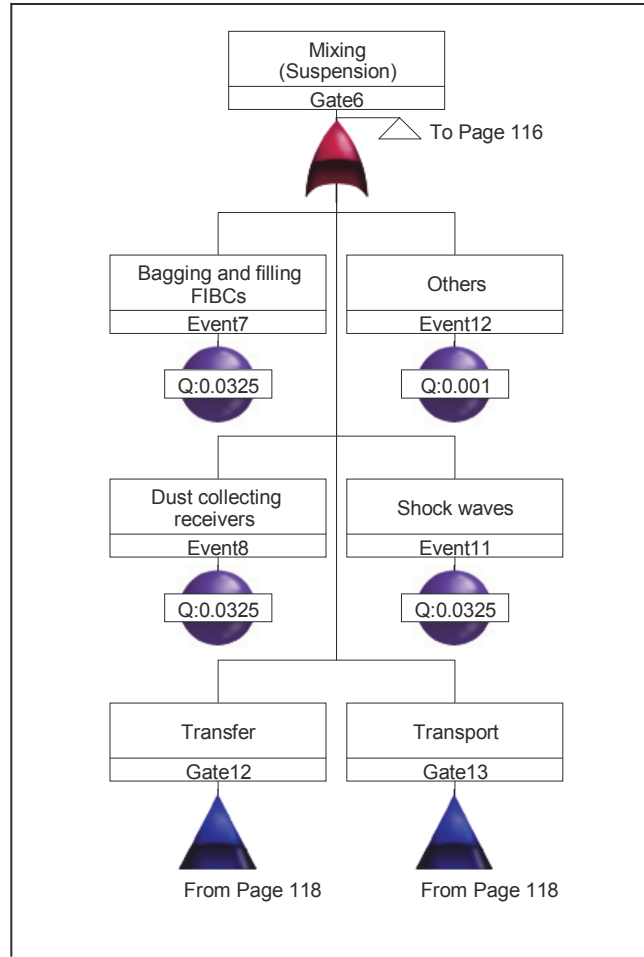 Mixing
(Suspension)
Gate6
To Page 116
Bagging and filling
FIBCs
Event7
Q:0.0325
Others
Event12
Q:0.001
Dust collecting
receivers
Event8
Q:0.0325
Shock waves
Event11
Q:0.0325
Transfer
Gate12
From Page 118
Transport
Gate13
From Page 118